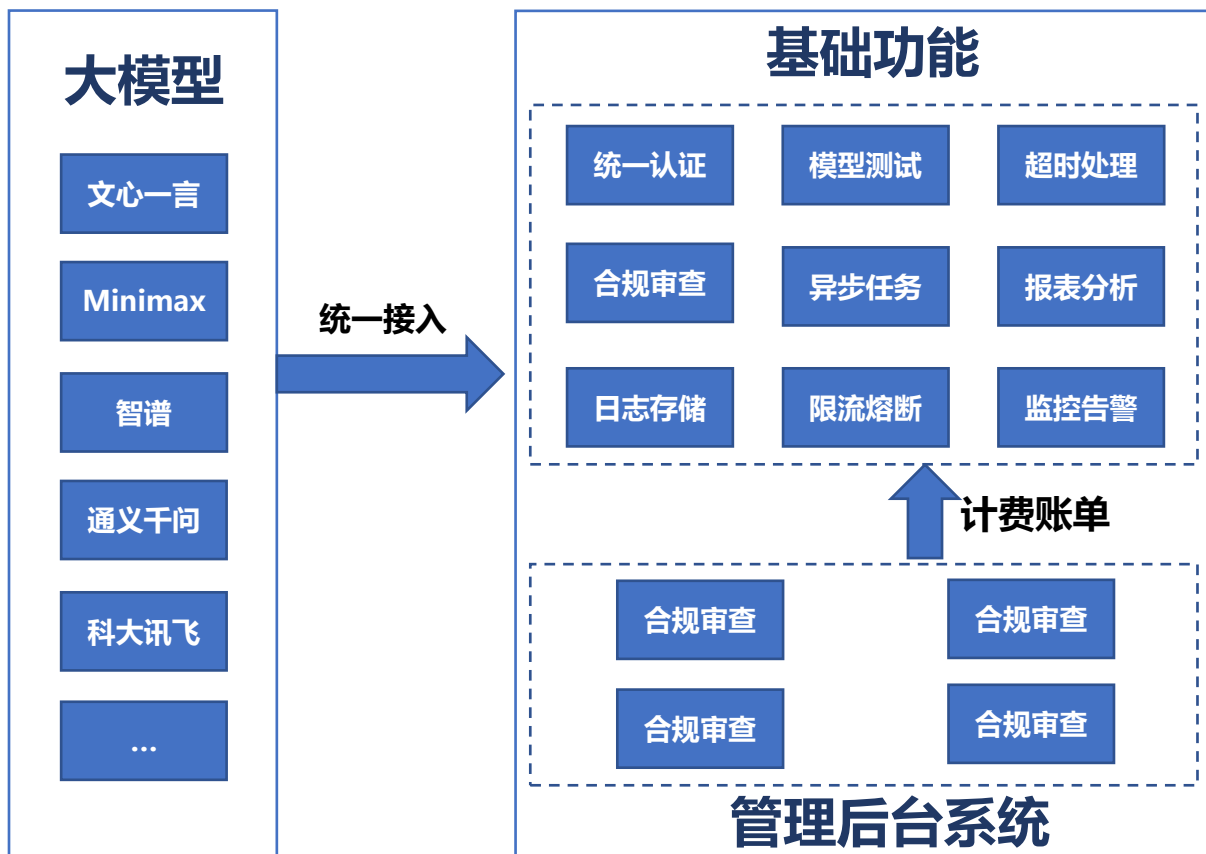 大模型
文心一言
Minimax
智谱
通义千问
科大讯飞
...
统一接入
基础功能
统一认证
模型测试
超时处理
合规审查
异步任务
报表分析
日志存储
限流熔断
监控告警
计费账单
合规审查
合规审查
合规审查
合规审查
管理后台系统